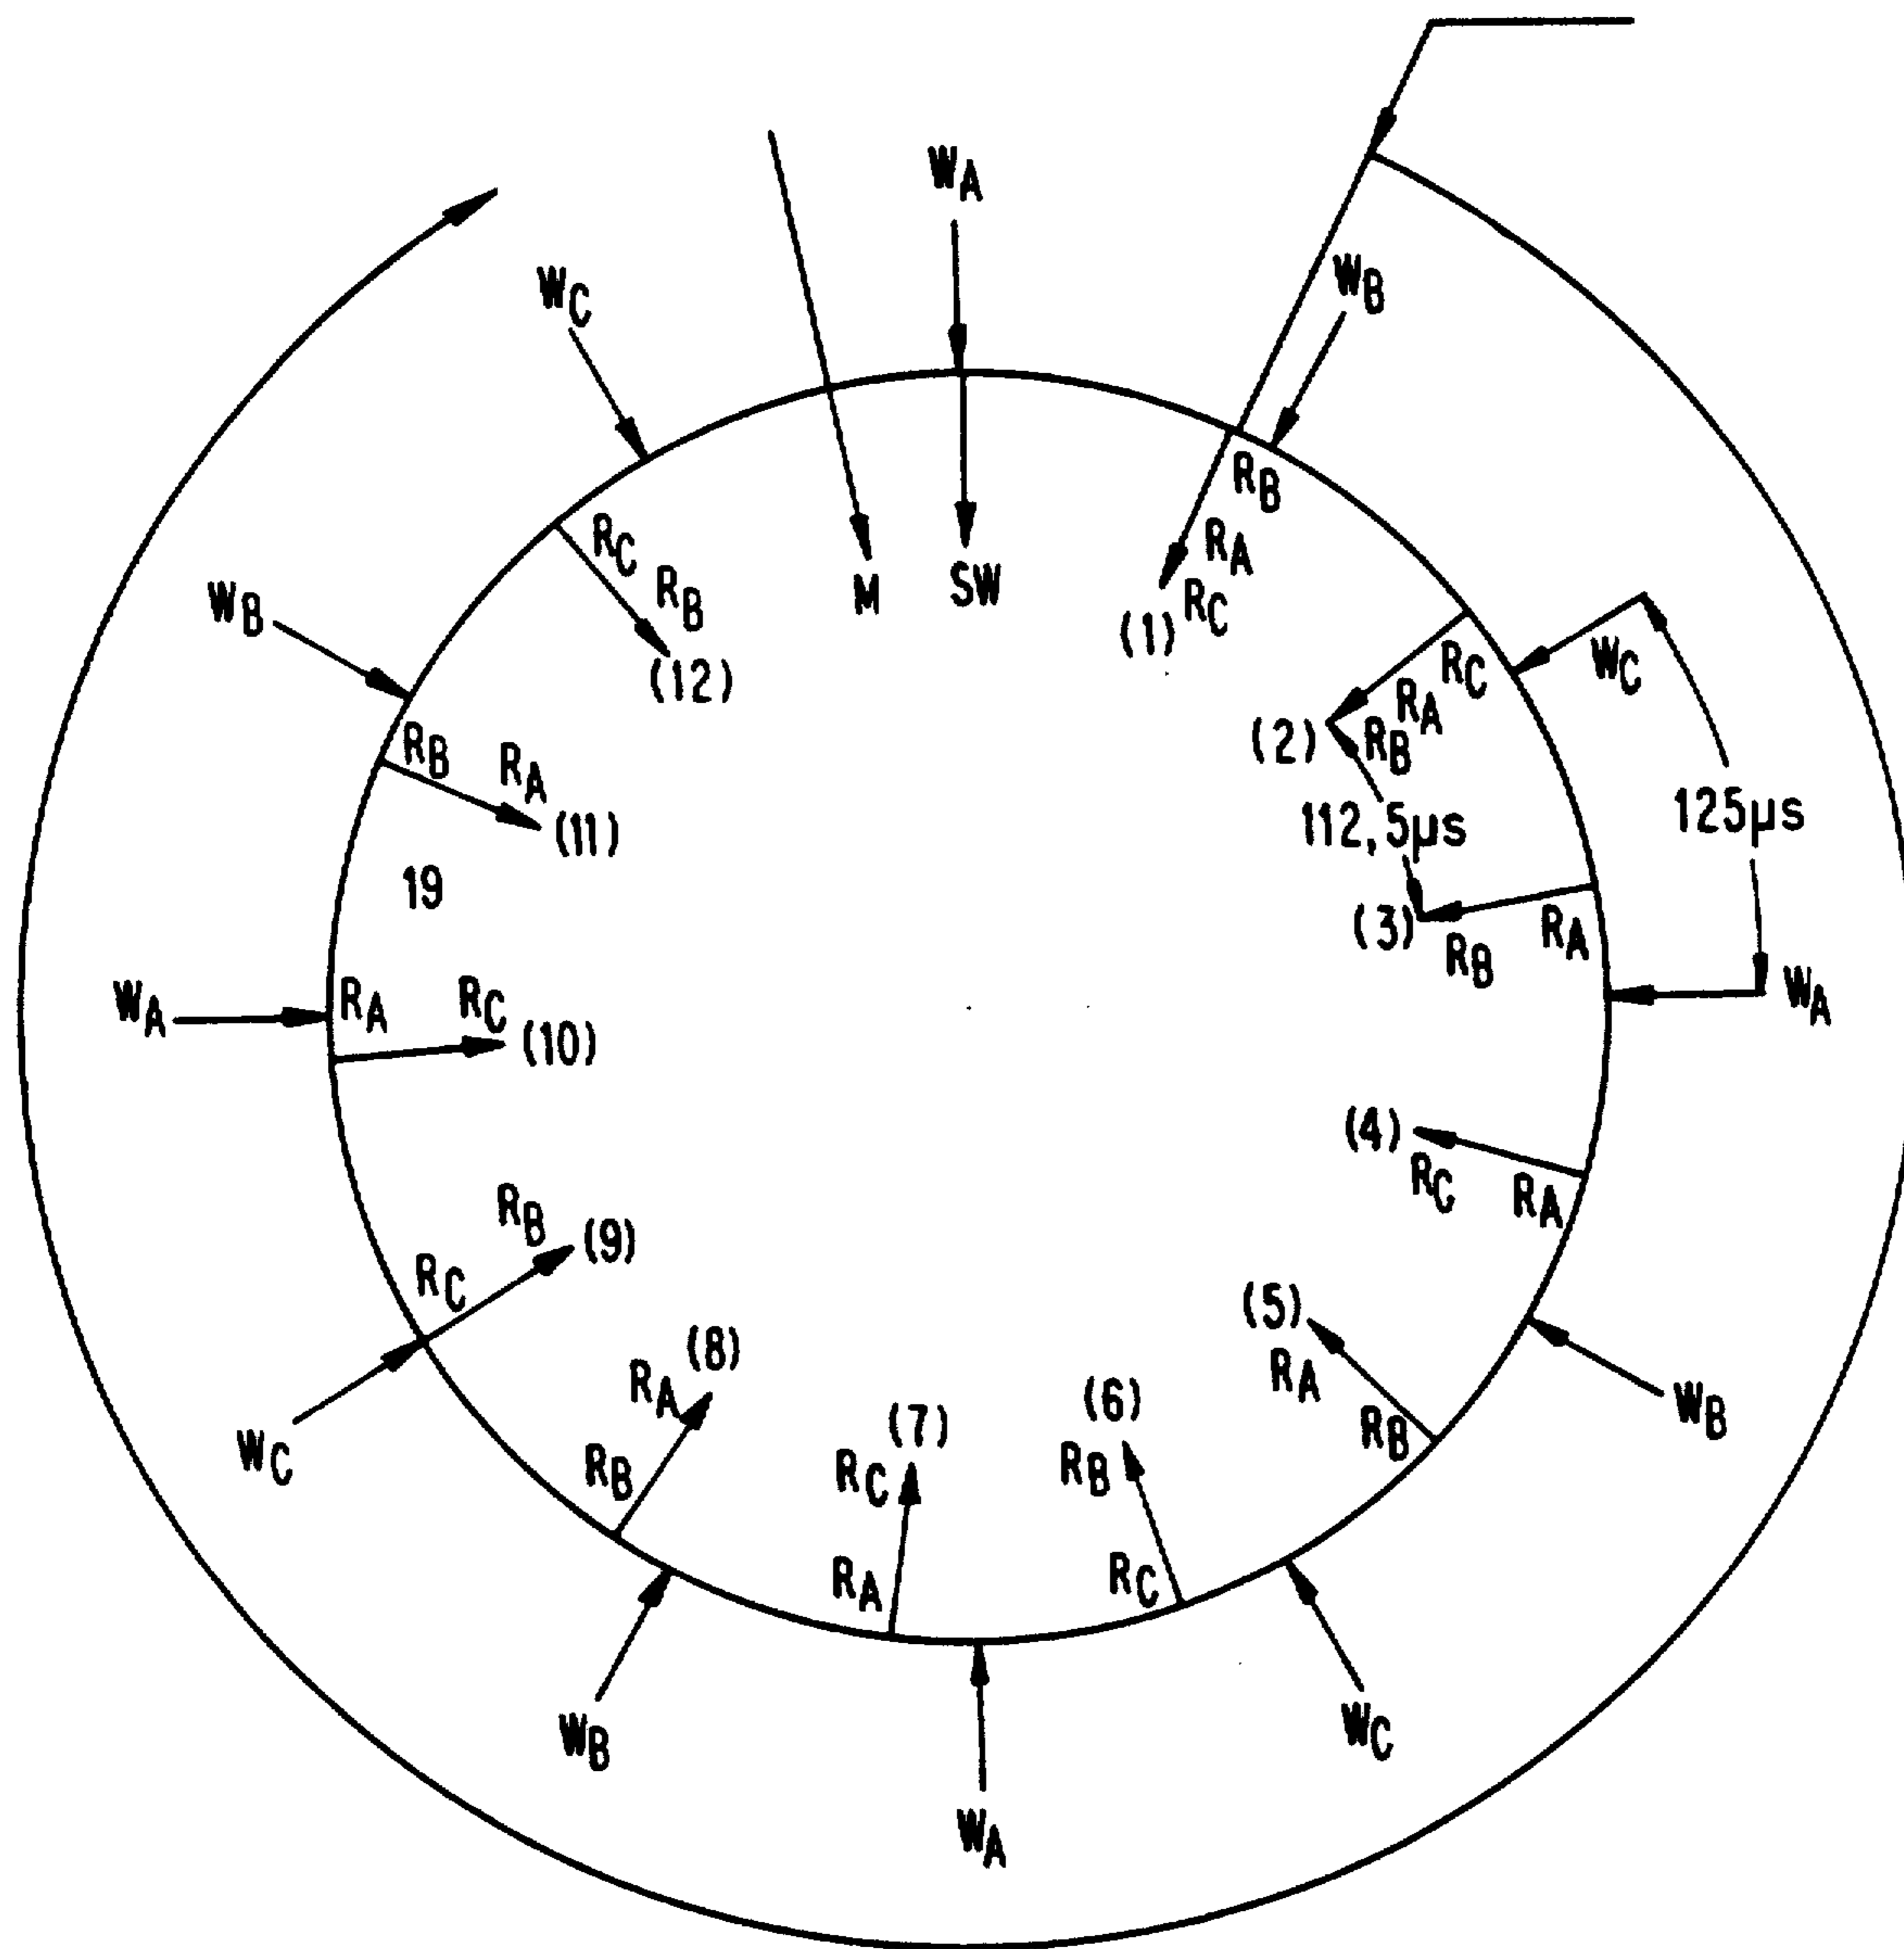 WA
WC
WB
M
SW
RB
RA
RC
(1)
RC
RB
(12)
WB
WC
RC
RA
RB
(2)
RB
RA
(11)
112,5µs
125µs
19
(3)
RB
RA
WA
RA
RC
(10)
WA
(4)
RC
RA
RB
(9)
RC
(5)
RA
RB
WB
(8)
RA
RB
(7)
RC
RA
(6)
RB
RC
WC
WB
WC
WA